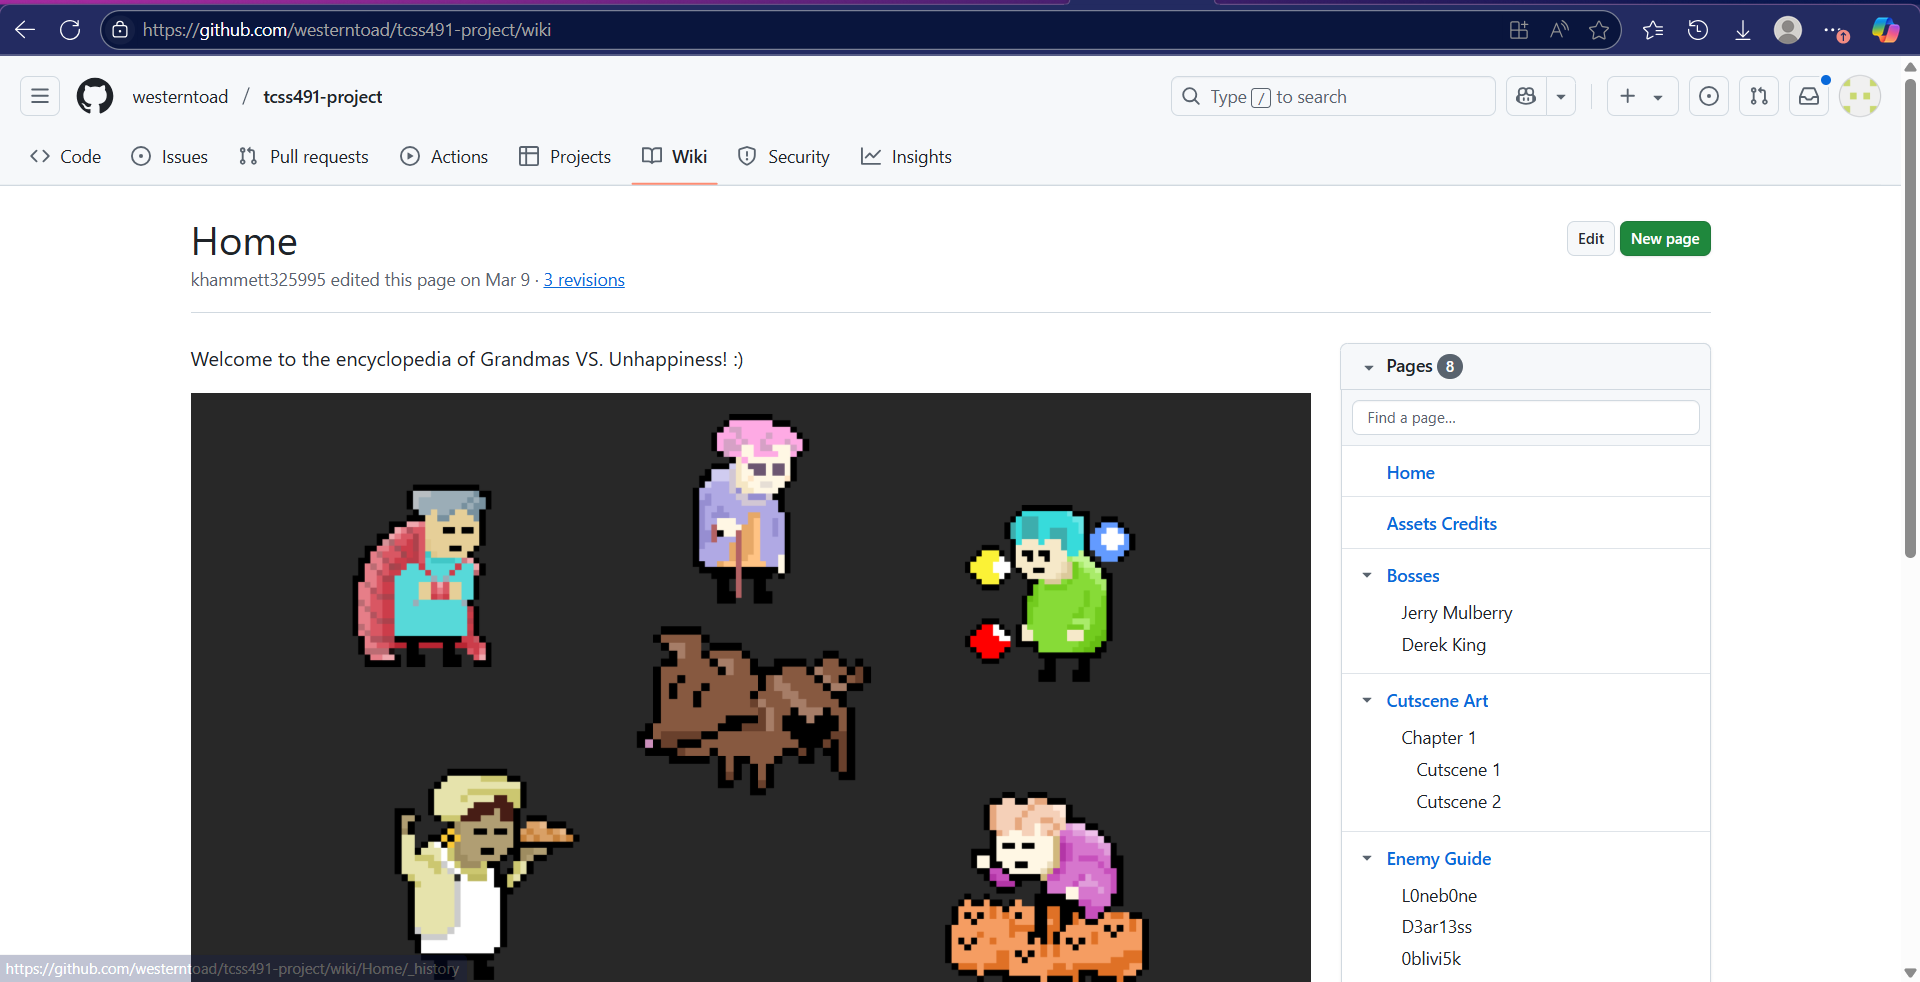 https://github.com/westerntoad/tcss491-project/wiki
westerntoad / tcss491-project
Type / to search
Code Issues Pull requests Actions Projects Wiki Security Insights
Home
Edit New page
khammett325995 edited this page on Mar 9 · 3 revisions
Welcome to the encyclopedia of Grandmas VS. Unhappiness! :)
Pages 8
Find a page...
Home
Assets Credits
Bosses
Jerry Mulberry
Derek King
Cutscene Art
Chapter 1
Cutscene 1
Cutscene 2
Enemy Guide
L0neb0ne
D3ar13ss
0blivi5k
https://github.com/westerntoad/tcss491-project/wiki/Home/_history